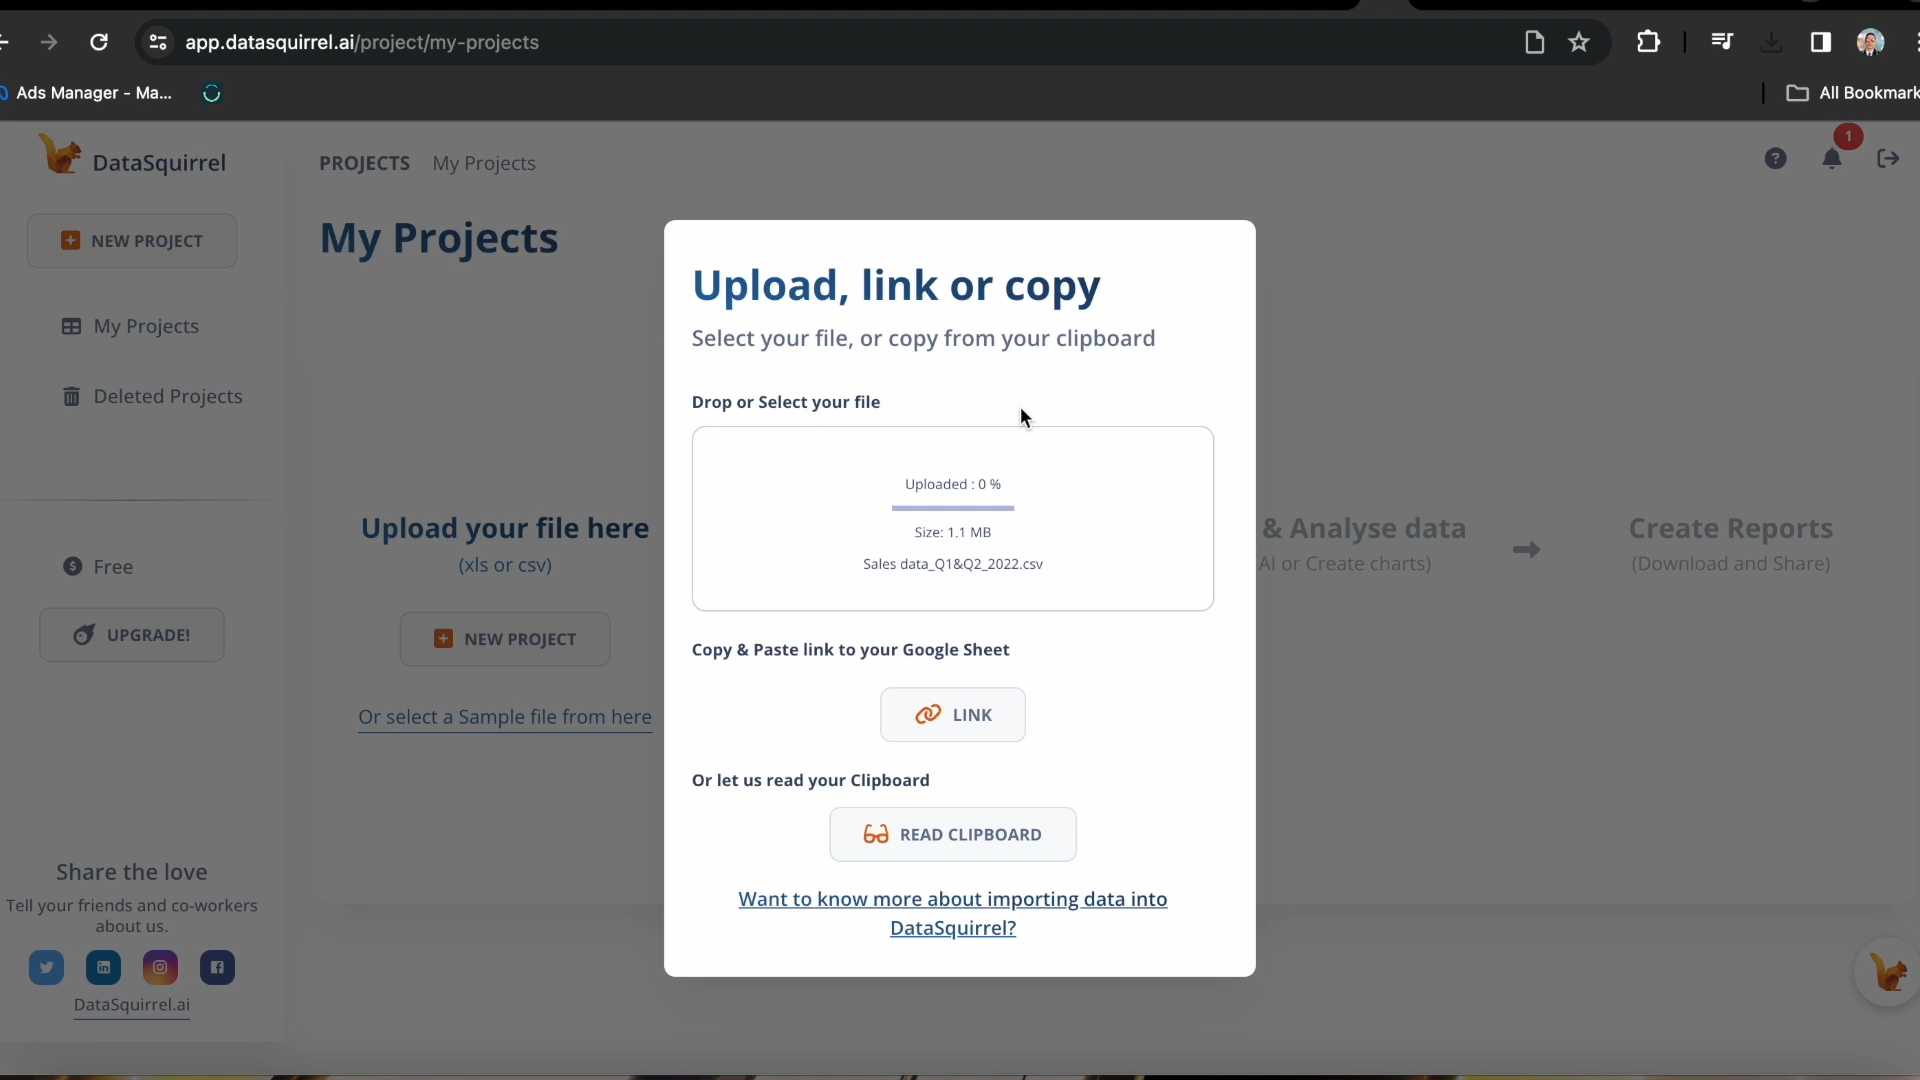 app.datasquirrel.ai/project/my-projects
Ads Manager - Ma...
All Bookmark
DataSquirrel
PROJECTS My Projects
1
NEW PROJECT
My Projects
My Projects
Deleted Projects
Free
UPGRADE!
Share the love
Tell your friends and co-workers
about us.
DataSquirrel.ai
Upload your file here
(xls or csv)
NEW PROJECT
Or select a Sample file from here
Upload, link or copy
Select your file, or copy from your clipboard
Drop or Select your file
Uploaded : 0 %
Size: 1.1 MB
Sales data_Q1&Q2_2022.csv
Copy & Paste link to your Google Sheet
LINK
Or let us read your Clipboard
READ CLIPBOARD
Want to know more about importing data into
DataSquirrel?
& Analyse data
AI or Create charts)
Create Reports
(Download and Share)